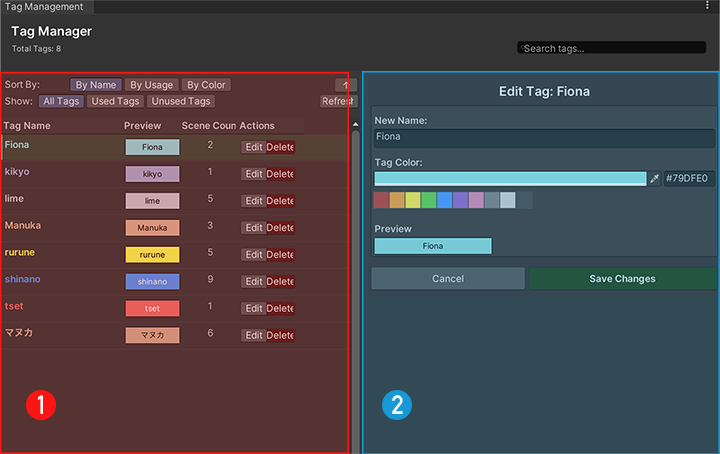 Tag Management
Tag Manager
Total Tags: 8
Search tags...
Sort By: By Name By Usage By Color ↑
Show: All Tags Used Tags Unused Tags Refresh
Tag Name Preview Scene Coun Actions
Fiona Fiona 2 Edit Delete
kikyo kikyo 1 Edit Delete
lime lime 5 Edit Delete
Manuka Manuka 3 Edit Delete
rurune rurune 5 Edit Delete
shinano shinano 9 Edit Delete
tset tset 1 Edit Delete
マヌカ マヌカ 6 Edit Delete
1
Edit Tag: Fiona
New Name:
Fiona
Tag Color:
#79DFE0
Preview
Fiona
Cancel Save Changes
2